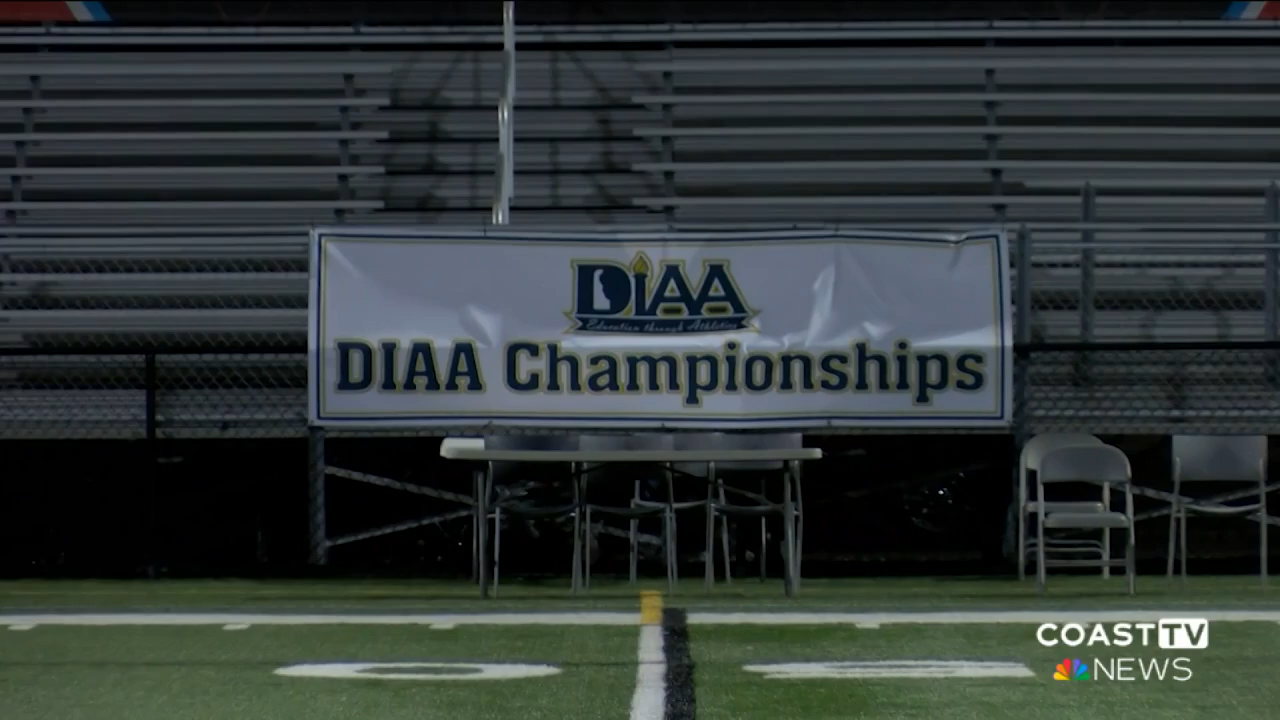 DIAA
Education through Athletics
DIAA Championships
COAST TV
NEWS